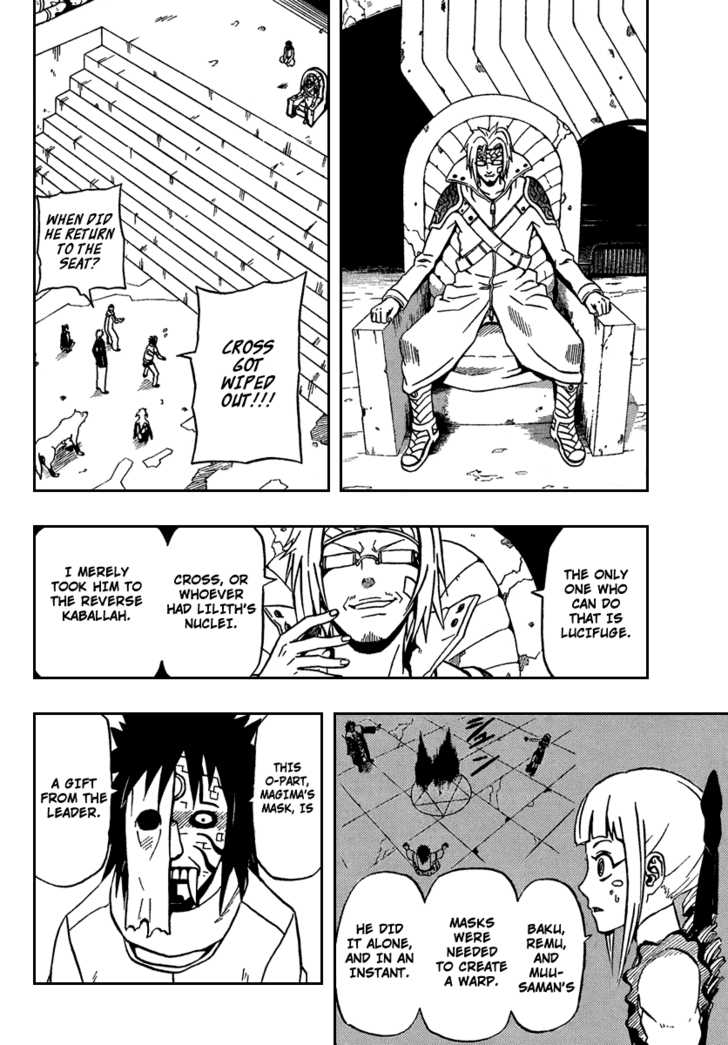 CROSS
GOT
WIPED
OUT!!!
WHEN DID
HE RETURN
TO THE
SEAT?
THE ONLY
ONE WHO
CAN DO
THAT IS
LUCIFUGE.
CROSS, OR
WHOEVER
HAD LILITH'S
NUCLEI.
I MERELY
TOOK HIM TO
THE REVERSE
KABALLAH.
BAKU,
REMU,
AND
MUU-
SAMAN'S
MASKS
WERE
NEEDED
TO CREATE
A WARP.
HE DID
IT ALONE,
AND IN AN
INSTANT.
THIS
O-PART,
MAGIMA'S
MASK, IS
A GIFT
FROM THE
LEADER.